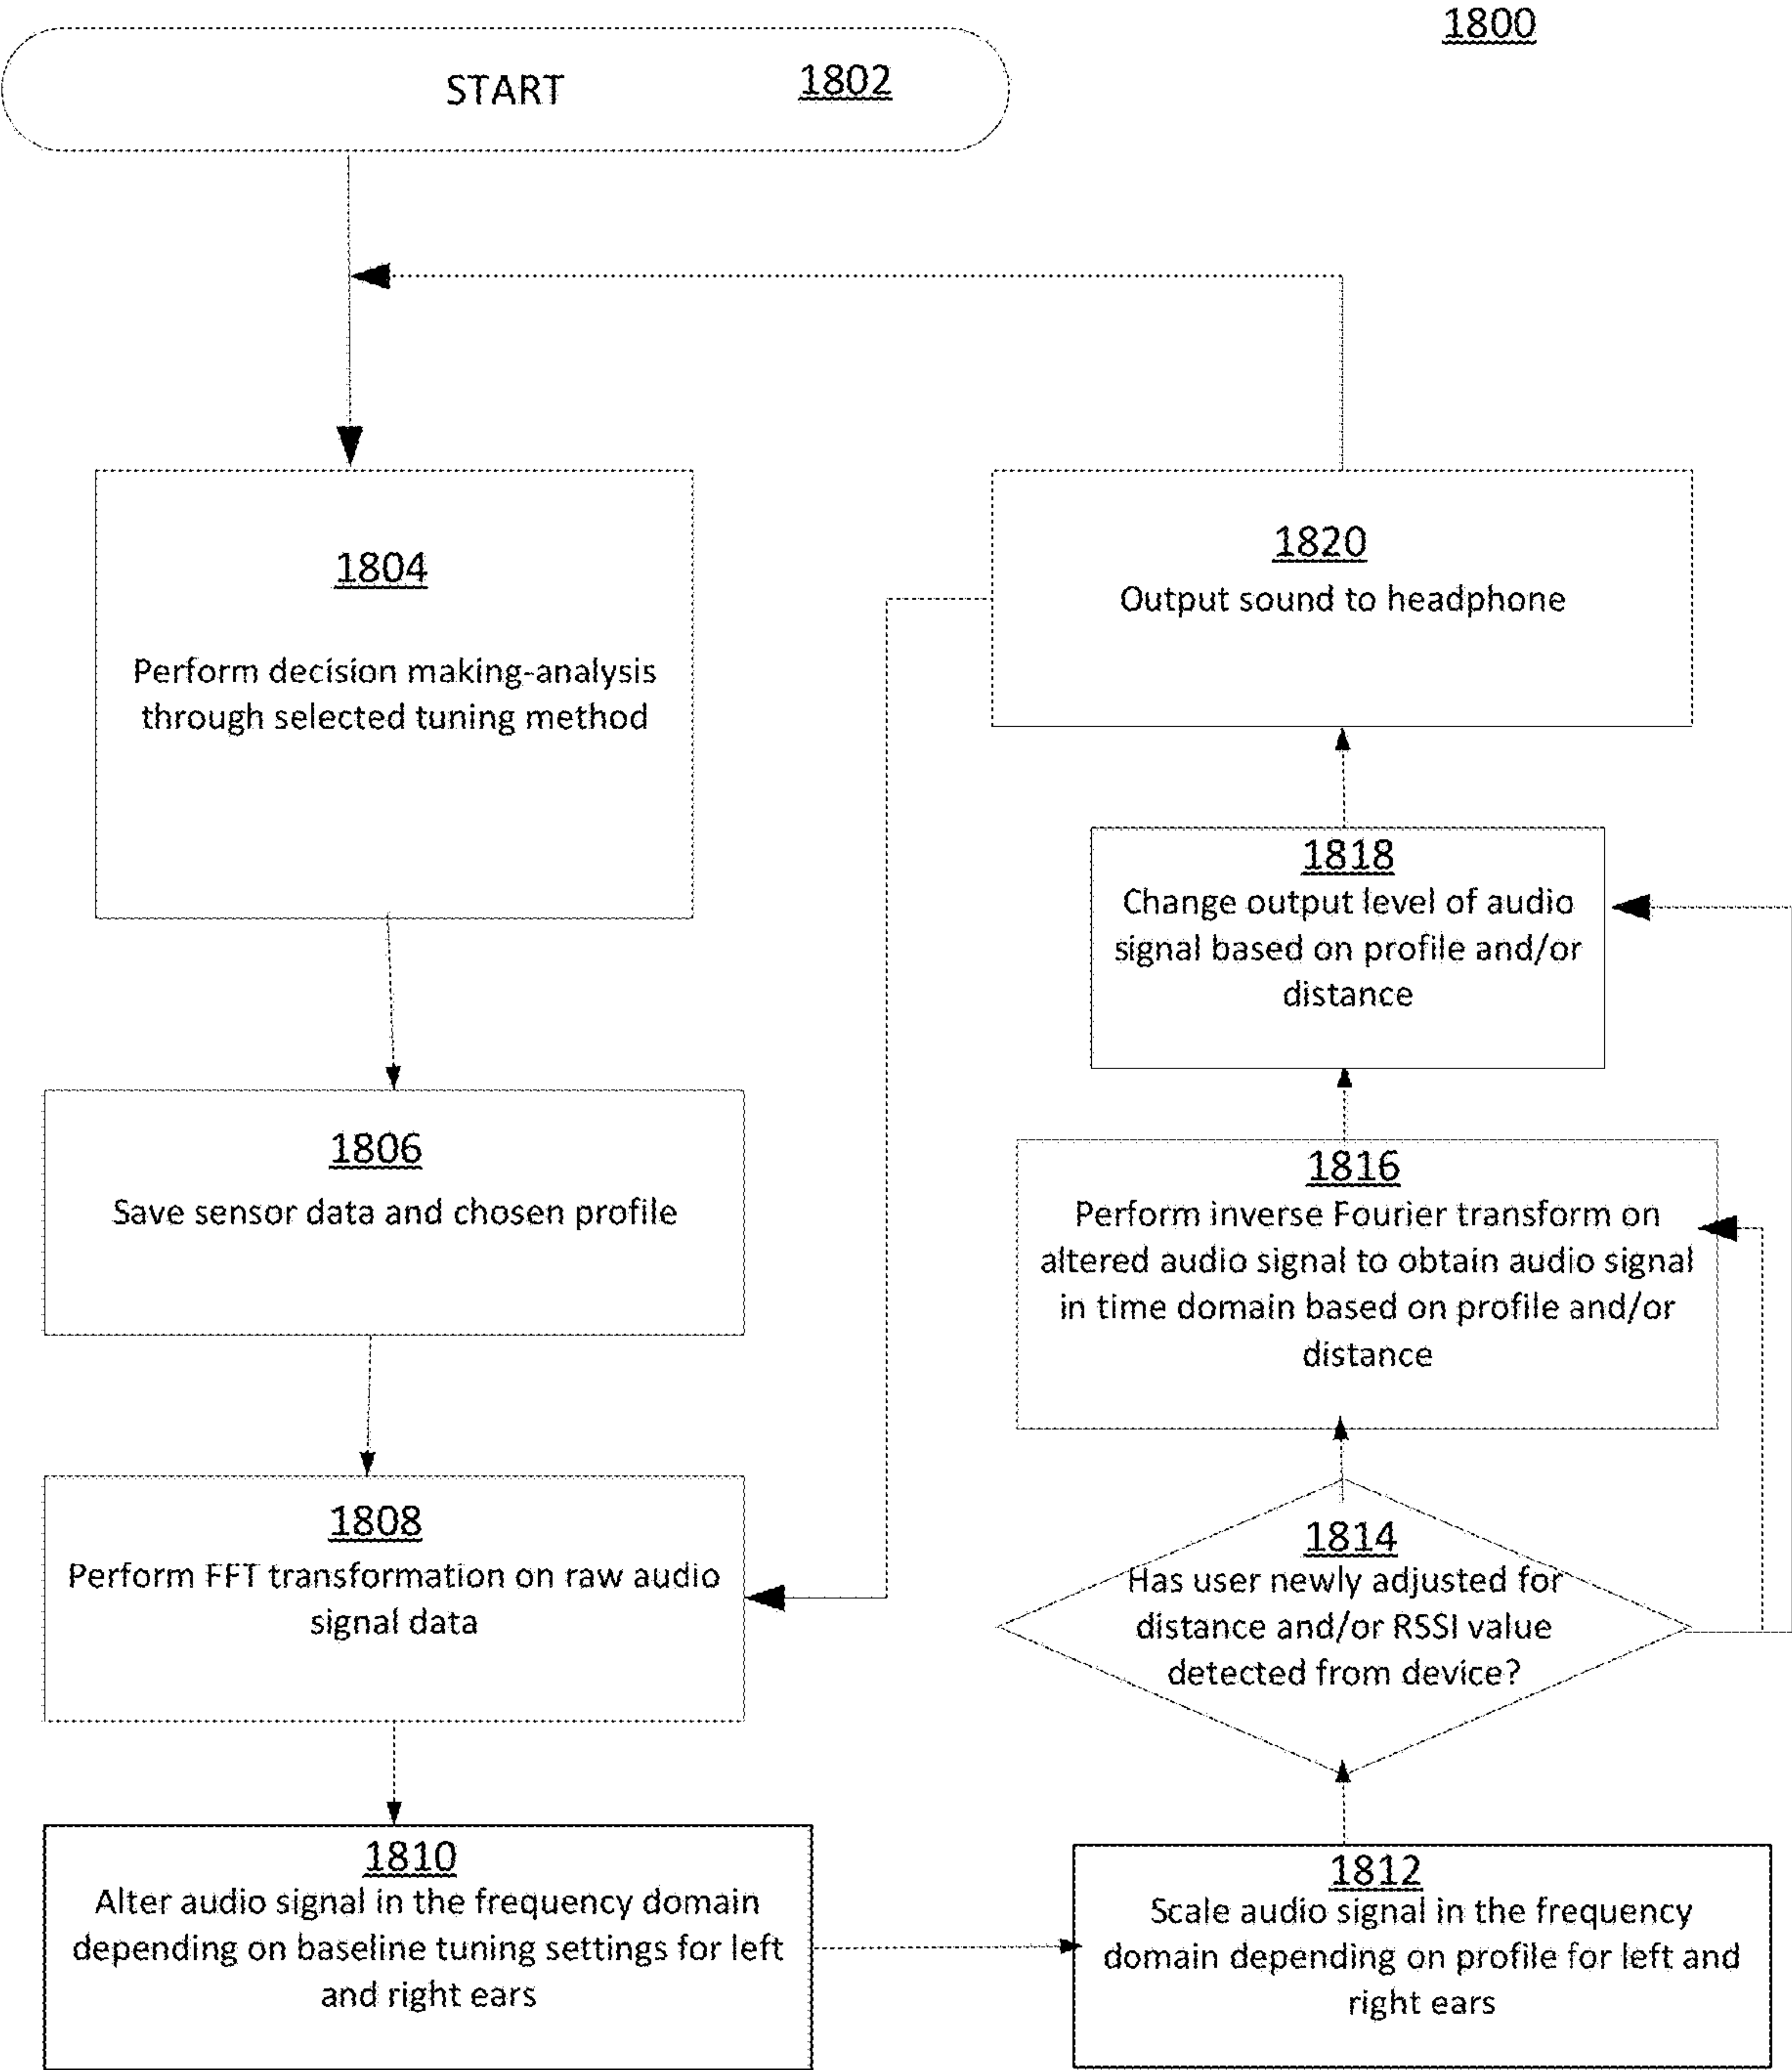 1800
START 1802
1804
Perform decision making-analysis
through selected tuning method
1806
Save sensor data and chosen profile
1808
Perform FFT transformation on raw audio
signal data
1810
Alter audio signal in the frequency domain
depending on baseline tuning settings for left
and right ears
1812
Scale audio signal in the frequency
domain depending on profile for left and
right ears
1814
Has user newly adjusted for
distance and/or RSSI value
detected from device?
1816
Perform inverse Fourier transform on
altered audio signal to obtain audio signal
in time domain based on profile and/or
distance
1818
Change output level of audio
signal based on profile and/or
distance
1820
Output sound to headphone